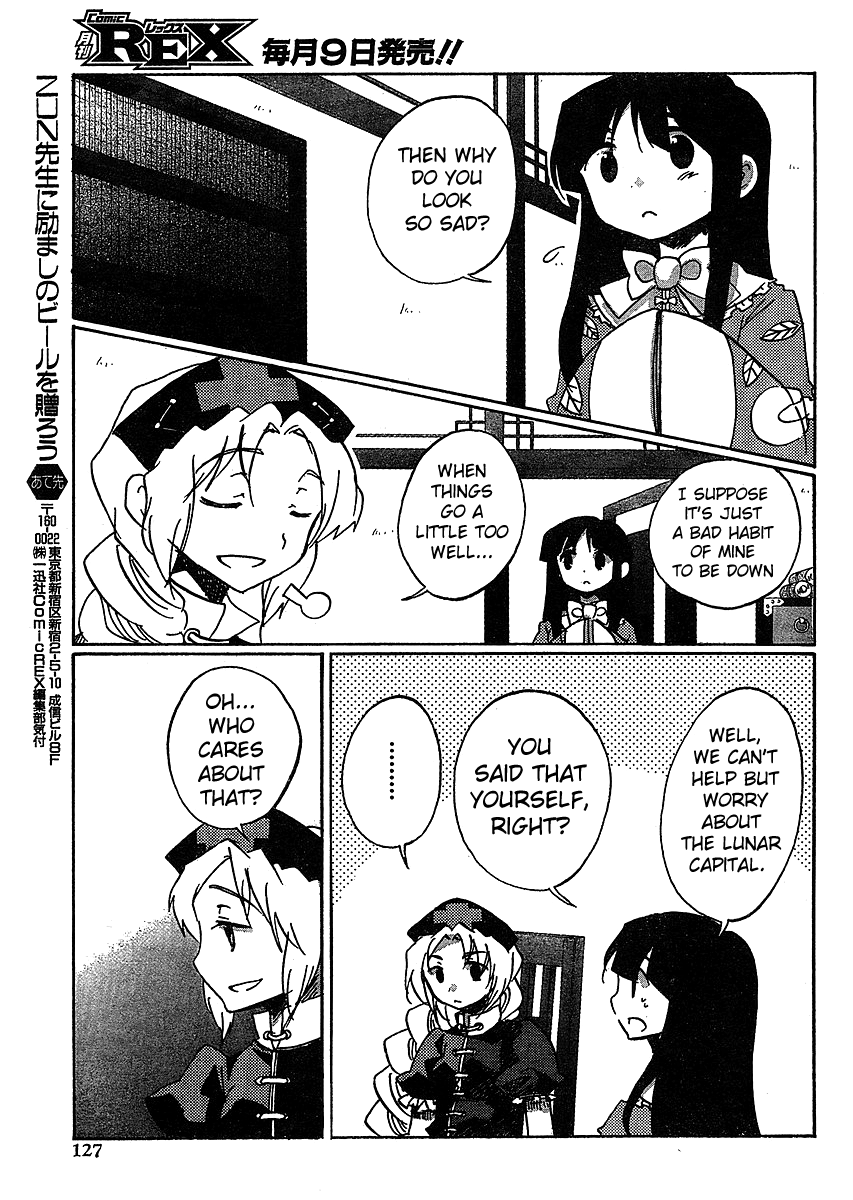 月刊
Comic
レックス
REX
毎月9日発売!!
THEN WHY
DO YOU
LOOK
SO SAD?
I SUPPOSE
IT'S JUST
A BAD HABIT
OF MINE
TO BE DOWN
WHEN
THINGS
GO A
LITTLE TOO
WELL...
WELL,
WE CAN'T
HELP BUT
WORRY
ABOUT
THE LUNAR
CAPITAL.
YOU
SAID THAT
YOURSELF,
RIGHT?
.........
OH...
WHO
CARES
ABOUT
THAT?
ZUN先生に励ましのビールを贈ろう
あて先
〒160-0022 東京都新宿区新宿2-5-10 成信ビル8F
㈱一迅社ComicREX編集部気付
127